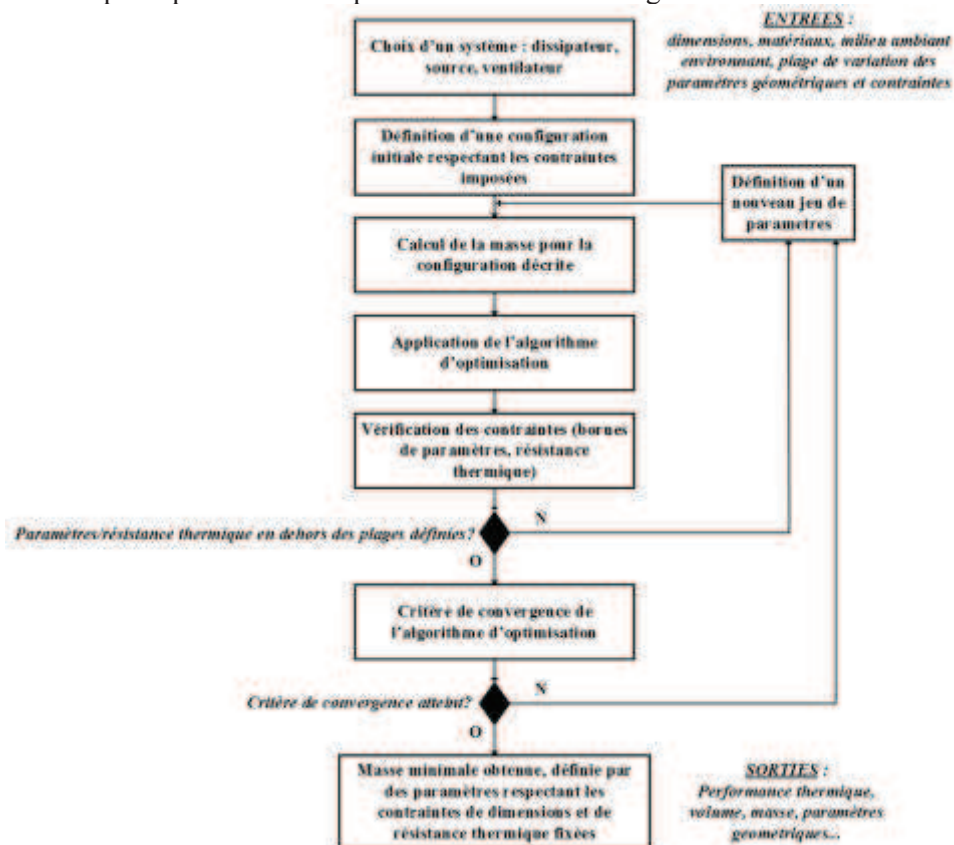 ENTREES :
dimensions, matériaux, milieu ambiant
environnant, plage de variation des
paramètres géométriques et contraintes
Choix d'un système : dissipateur,
source, ventilateur
Définition d'une configuration
initiale respectant les contraintes
imposées
Définition d'un
nouveau jeu de
parametres
Calcul de la masse pour la
configuration décrite
Application de l'algorithme
d'optimisation
Vérification des contraintes (bornes
de paramètres, résistance
thermique)
N
Paramètres/résistance thermique en dehors des plages définies?
O
Critère de convergence de
l'algorithme d'optimisation
N
Critère de convergence atteint?
O
Masse minimale obtenue, définie par
des paramètres respectant les
contraintes de dimensions et de
résistance thermique fixées
SORTIES :
Performance thermique,
volume, masse, paramètres
geometriques...